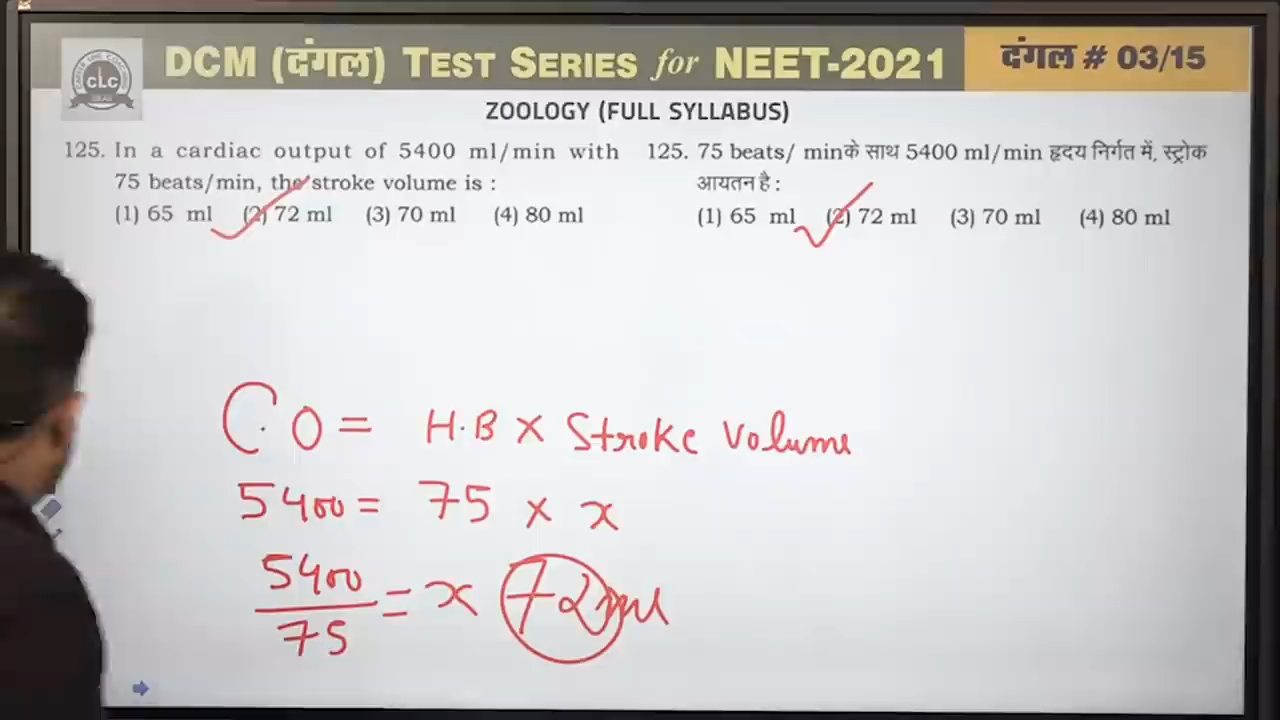 CLC
DCM (दंगल) TEST SERIES for NEET-2021
दंगल # 03/15
ZOOLOGY (FULL SYLLABUS)
125. In a cardiac output of 5400 ml/min with
75 beats/min, the stroke volume is :
(1) 65 ml (2) 72 ml (3) 70 ml (4) 80 ml
125. 75 beats/ minके साथ 5400 ml/min हृदय निर्गत में, स्ट्रोक
आयतन है :
(1) 65 ml (2) 72 ml (3) 70 ml (4) 80 ml
C.O = H.B × Stroke Volume
5400 = 75 × x
5400/75 = x 72ml